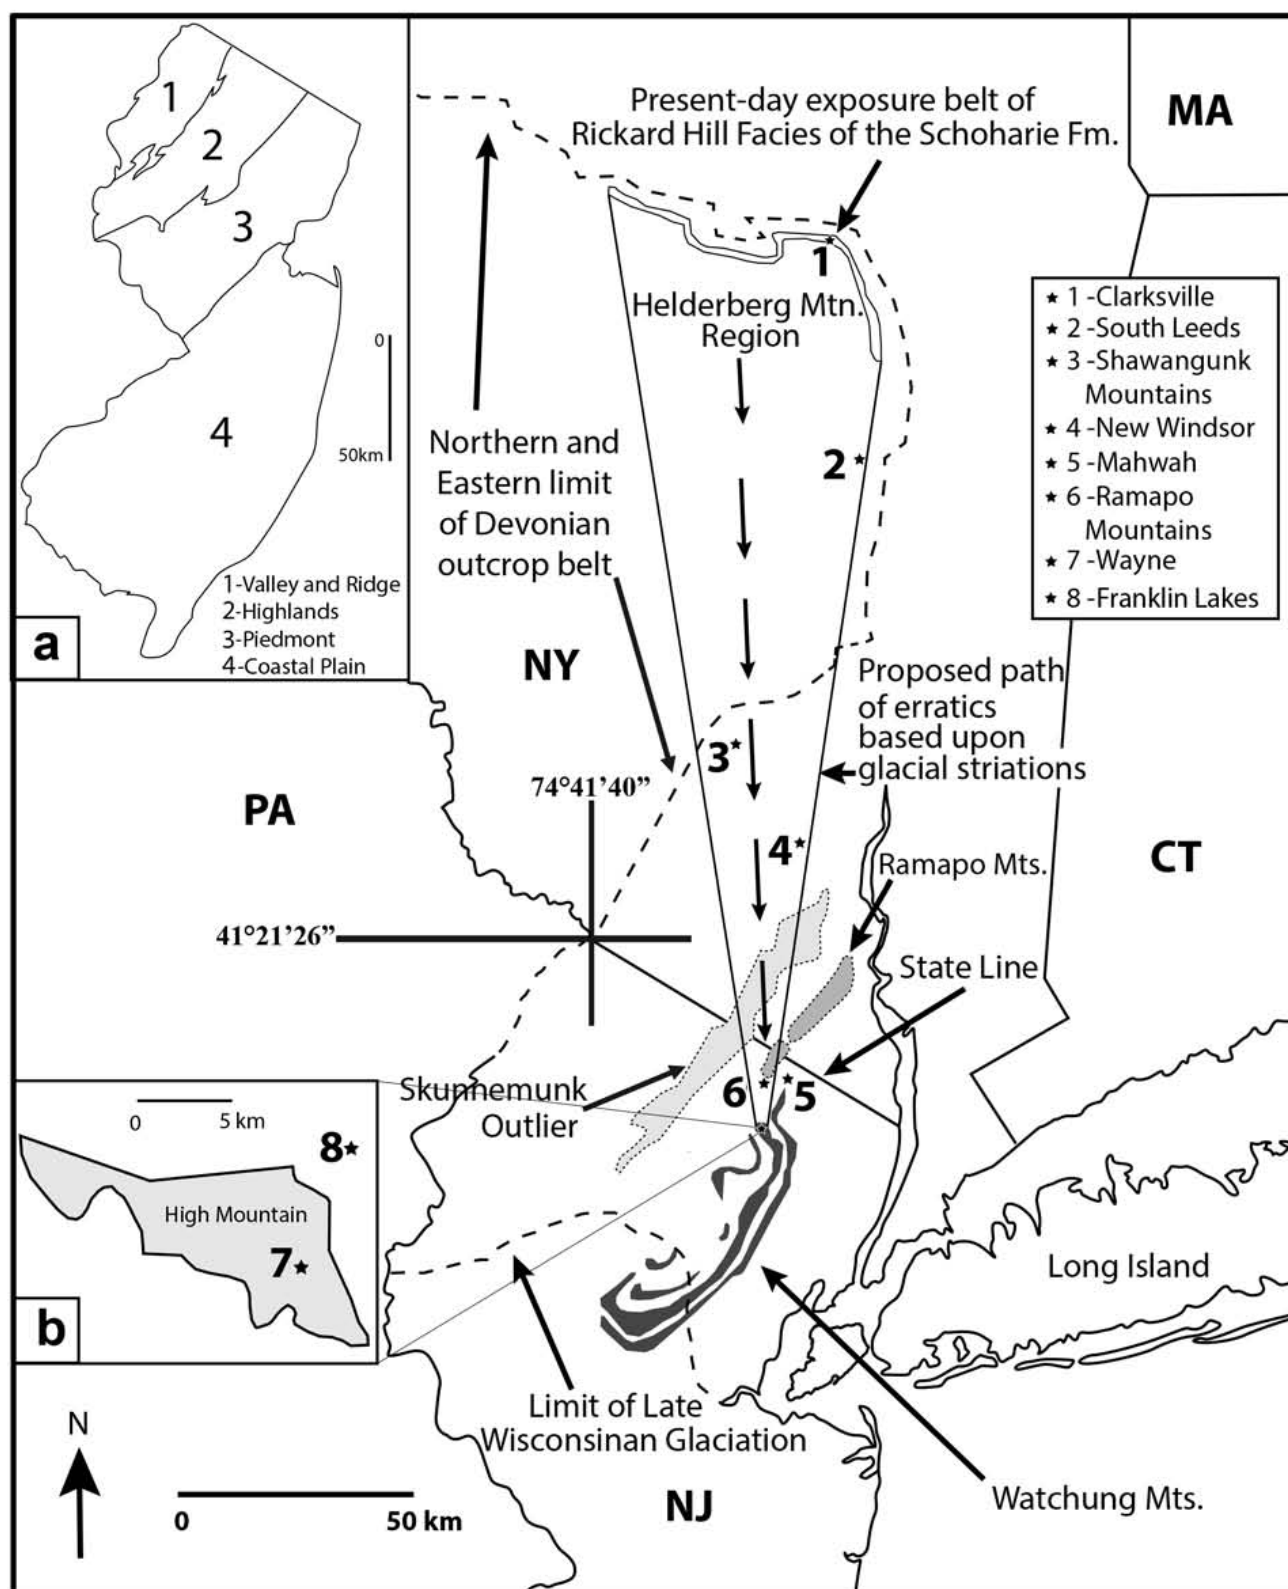 1
2
3
4
0
50km
1-Valley and Ridge
2-Highlands
3-Piedmont
4-Coastal Plain
a
Present-day exposure belt of
Rickard Hill Facies of the Schoharie Fm.
MA
1
Helderberg Mtn.
Region
1 -Clarksville
2 -South Leeds
3 -Shawangunk
Mountains
4 -New Windsor
5 -Mahwah
6 -Ramapo
Mountains
7 -Wayne
8 -Franklin Lakes
Northern and
Eastern limit
of Devonian
outcrop belt
2
NY
Proposed path
of erratics
based upon
glacial striations
3
74°41'40”
PA
4
CT
Ramapo Mts.
41°21'26”
State Line
Skunnemunk
Outlier
6
5
0
5 km
8
High Mountain
7
b
Long Island
Limit of Late
Wisconsinan Glaciation
N
0
50 km
NJ
Watchung Mts.